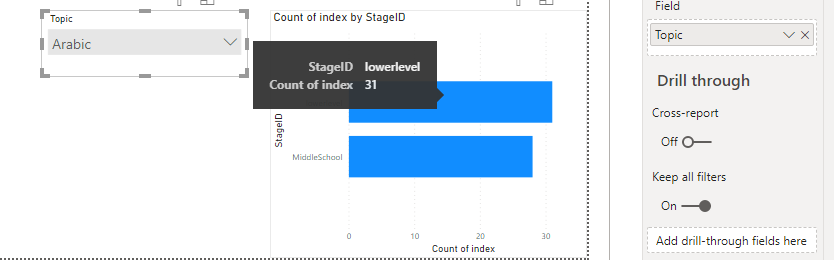 Topic
Arabic
Count of index by StageID
StageID lowerlevel
Count of index 31
StageID
MiddleSchool
0 10 20 30
Count of index
Field
Topic
Drill through
Cross-report
Off
Keep all filters
On
Add drill-through fields here